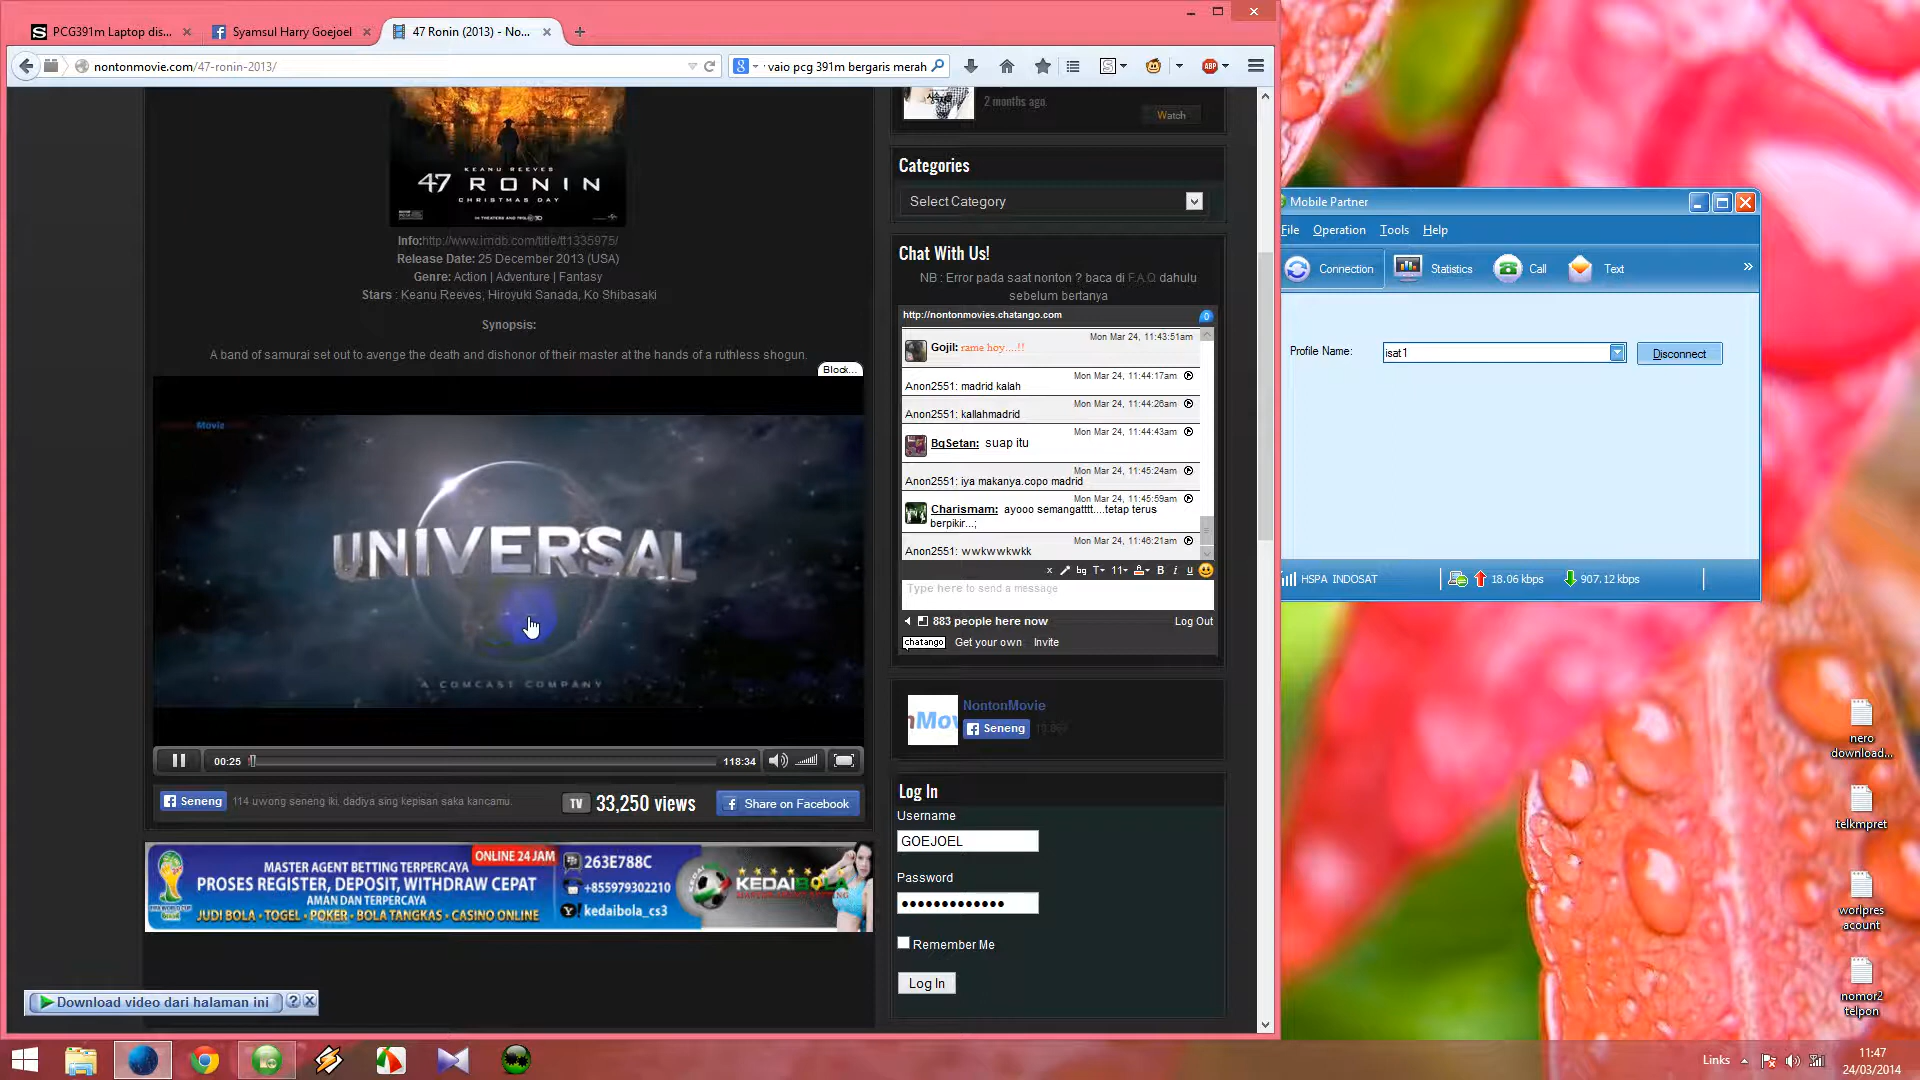 PCG391m Laptop dis...
Syamsul Harry Goejoel
47 Ronin (2013) - No...
nontonmovie.com/47-ronin-2013/
vaio pcg 391m bergaris merah
KEANU REEVES
47 RONIN
CHRISTMAS DAY
Info:http://www.imdb.com/title/tt1335975/
Release Date: 25 December 2013 (USA)
Genre: Action | Adventure | Fantasy
Stars : Keanu Reeves, Hiroyuki Sanada, Ko Shibasaki
Synopsis:
A band of samurai set out to avenge the death and dishonor of their master at the hands of a ruthless shogun.
Block...
Movie
UNIVERSAL
A COMCAST COMPANY
00:25
118:34
Seneng
114 uwong seneng iki, dadiya sing kepisan saka kancamu.
TV
33,250 views
Share on Facebook
MASTER AGENT BETTING TERPERCAYA
ONLINE 24 JAM
PROSES REGISTER, DEPOSIT, WITHDRAW CEPAT
AMAN DAN TERPERCAYA
JUDI BOLA · TOGEL · POKER · BOLA TANGKAS · CASINO ONLINE
263E788C
+855979302210
kedaibola_cs3
KEDAIBOLA
Download video dari halaman ini
2 months ago.
Watch
Categories
Select Category
Chat With Us!
NB : Error pada saat nonton ? baca di F.A.Q dahulu
sebelum bertanya
http://nontonmovies.chatango.com
0
Mon Mar 24, 11:43:51am
Gojil: rame hoy....!!
Mon Mar 24, 11:44:17am
Anon2551: madrid kalah
Mon Mar 24, 11:44:26am
Anon2551: kallahmadrid
Mon Mar 24, 11:44:43am
BgSetan: suap itu
Mon Mar 24, 11:45:24am
Anon2551: iya makanya.copo madrid
Mon Mar 24, 11:45:59am
Charismam: ayooo semangatttt....tetap terus
berpikir...;
Mon Mar 24, 11:46:21am
Anon2551: wwkwwkwkk
x bg T 11 A B i u
Type here to send a message
883 people here now
Log Out
chatango
Get your own
Invite
NontonMovie
Seneng
Log In
Username
GOEJOEL
Password
Remember Me
Log In
Mobile Partner
File
Operation
Tools
Help
Connection
Statistics
Call
Text
Profile Name:
isat1
Disconnect
HSPA INDOSAT
18.06 kbps
907.12 kbps
nero
download...
telkmpret
worlpres
acount
nomor2
telpon
Links
11:47
24/03/2014